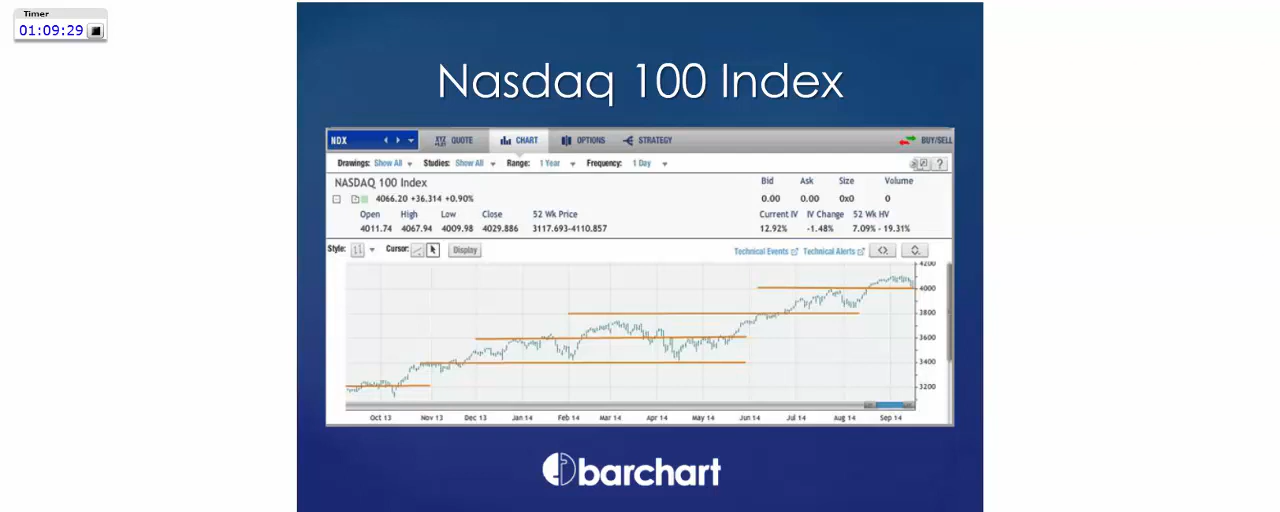 Timer
01:09:29
Nasdaq 100 Index
NDX QUOTE CHART OPTIONS STRATEGY BUY/SELL
Drawings: Show All Studies: Show All Range: 1 Year Frequency: 1 Day ?
NASDAQ 100 Index Bid Ask Size Volume
4066.20 +36.314 +0.90% 0.00 0.00 0x0 0
Open High Low Close 52 Wk Price Current IV IV Change 52 Wk HV
4011.74 4067.94 4009.98 4029.886 3117.693-4110.857 12.92% -1.48% 7.09% - 19.31%
Style: Cursor: Display Technical Events Technical Alerts
4200
4000
3800
3600
3400
3200
Oct 13 Nov 13 Dec 13 Jan 14 Feb 14 Mar 14 Apr 14 May 14 Jun 14 Jul 14 Aug 14 Sep 14
barchart